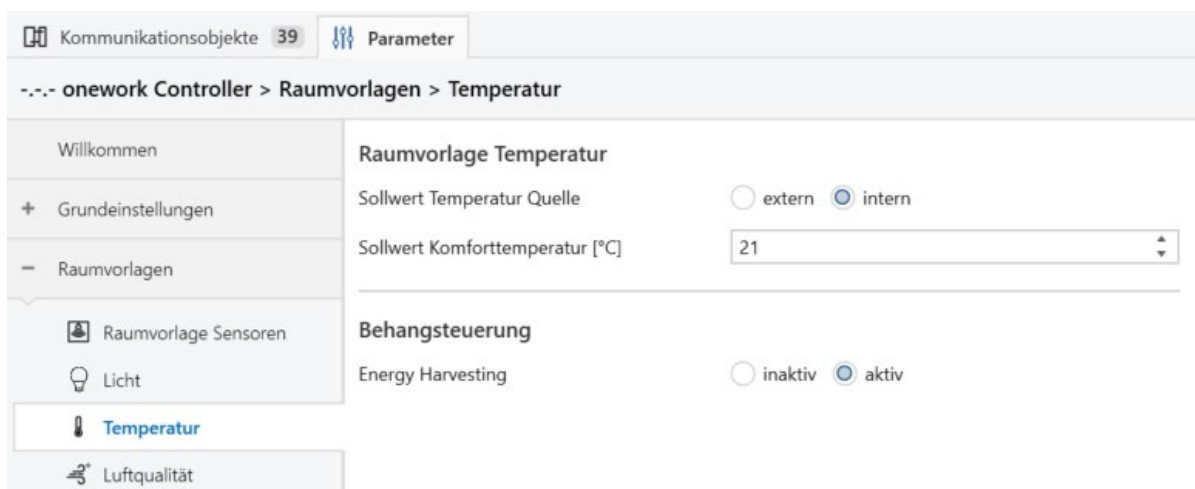 Kommunikationsobjekte 39 Parameter
-.-.- onework Controller > Raumvorlagen > Temperatur
Willkommen
+ Grundeinstellungen
− Raumvorlagen
Raumvorlage Sensoren
Licht
Temperatur
Luftqualität
Raumvorlage Temperatur
Sollwert Temperatur Quelle extern intern
Sollwert Komforttemperatur [°C] 21
Behangsteuerung
Energy Harvesting inaktiv aktiv